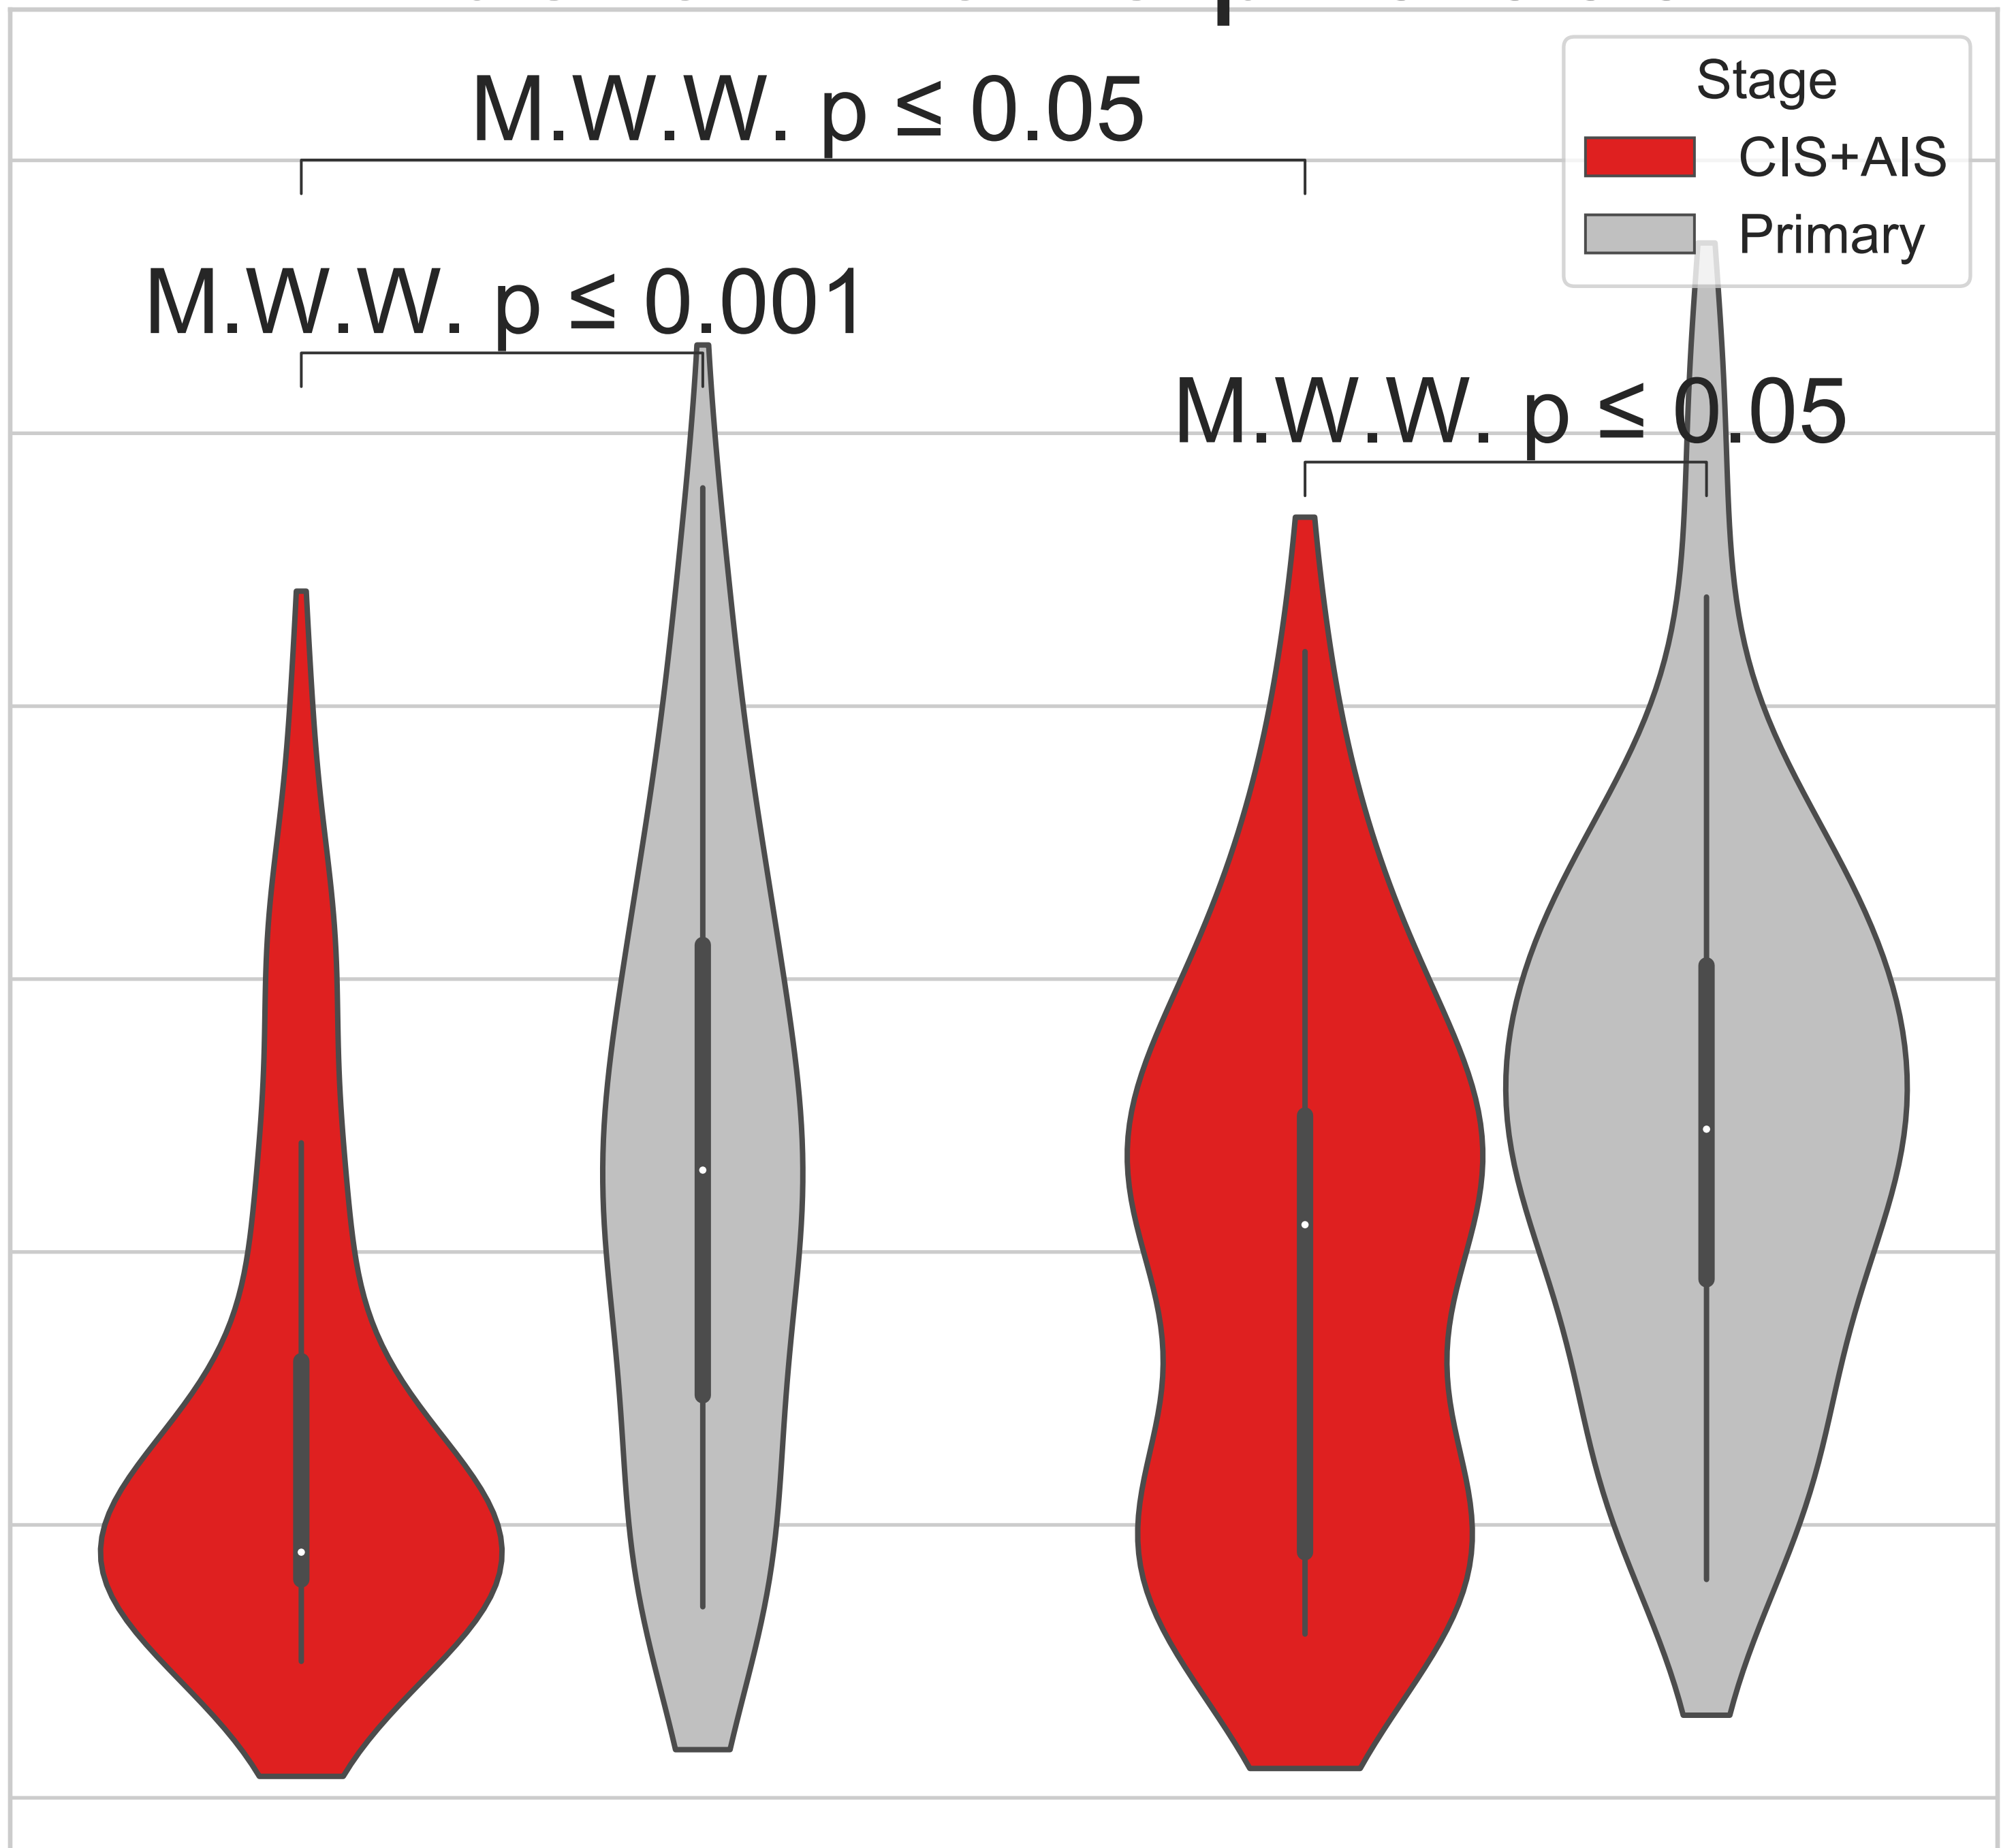 M.W.W. p ≤ 0.05
Stage
CIS+AIS
Primary
M.W.W. p ≤ 0.001
M.W.W. p ≤ 0.05